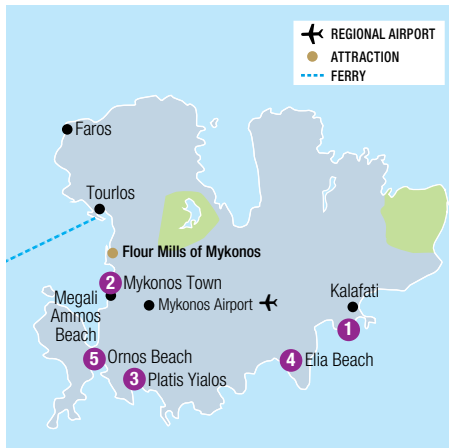 REGIONAL AIRPORT
ATTRACTION
FERRY
Faros
Tourlos
Flour Mills of Mykonos
2 Mykonos Town
Megali
Ammos
Beach
Mykonos Airport
Kalafati
1
5 Ornos Beach
4 Elia Beach
3 Platis Yialos